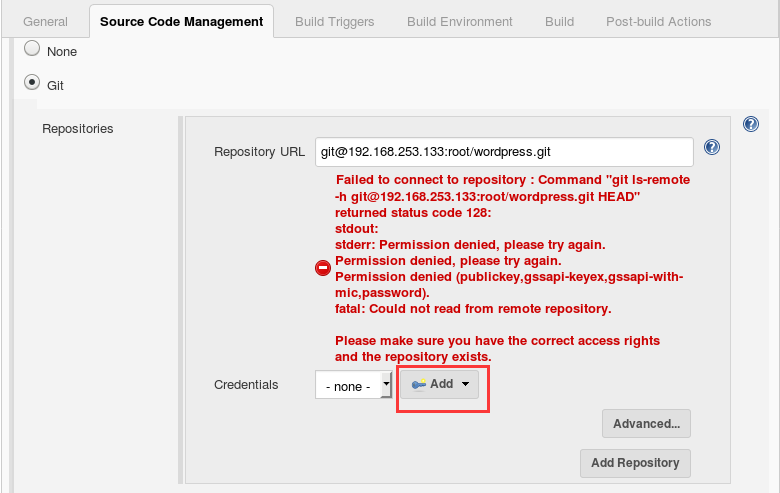 General Source Code Management Build Triggers Build Environment Build Post-build Actions
None
Git
Repositories
Repository URL git@192.168.253.133:root/wordpress.git
Failed to connect to repository : Command "git ls-remote
-h git@192.168.253.133:root/wordpress.git HEAD"
returned status code 128:
stdout:
stderr: Permission denied, please try again.
Permission denied, please try again.
Permission denied (publickey,gssapi-keyex,gssapi-with-
mic,password).
fatal: Could not read from remote repository.
Please make sure you have the correct access rights
and the repository exists.
Credentials - none - Add
Advanced...
Add Repository